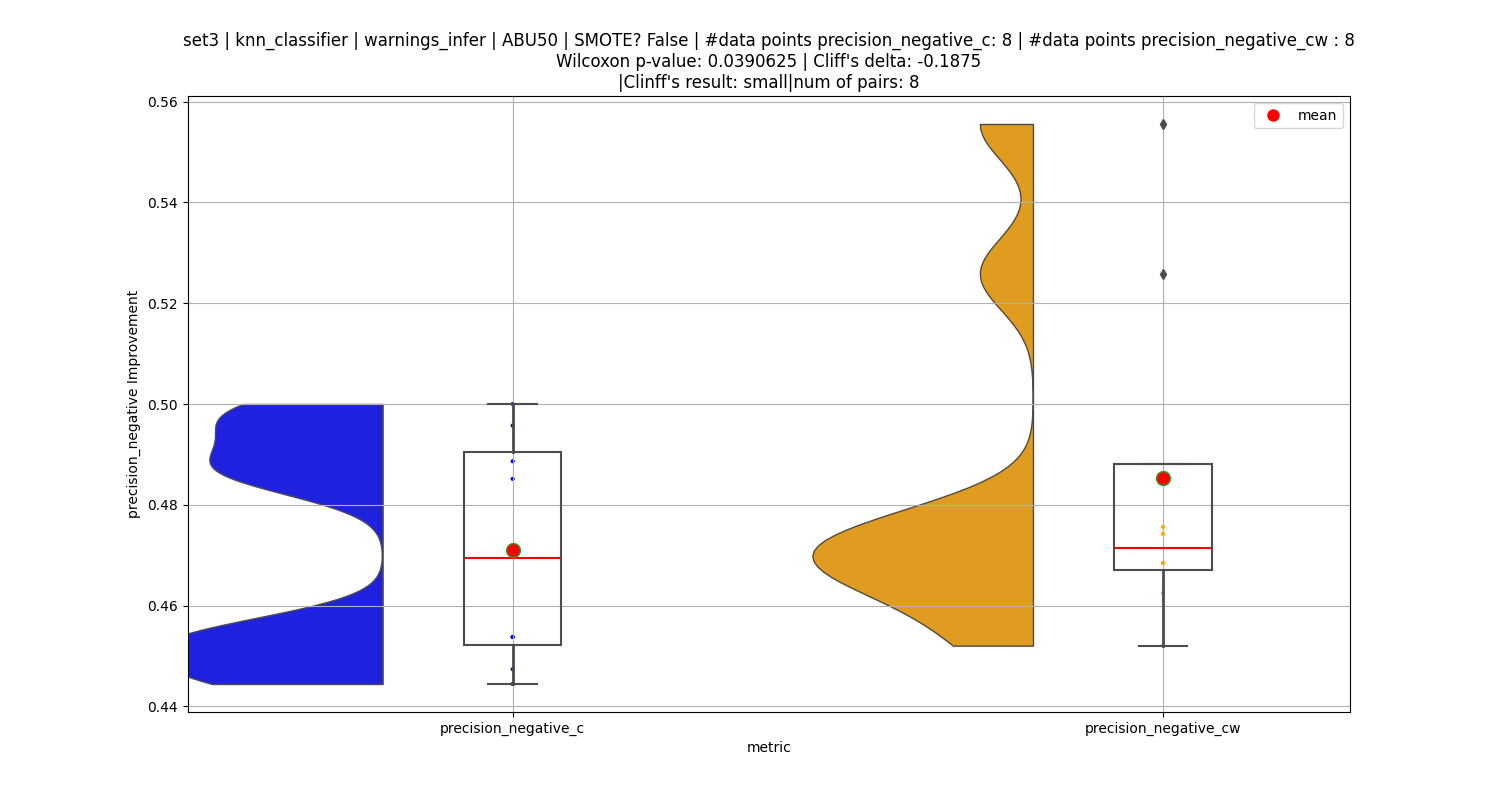 set3 | knn_classifier | warnings_infer | ABU50 | SMOTE? False | #data points precision_negative_c: 8 | #data points precision_negative_cw : 8
Wilcoxon p-value: 0.0390625 | Cliff's delta: -0.1875
|Clinff's result: small|num of pairs: 8
mean
precision_negative Improvement
0.56
0.54
0.52
0.50
0.48
0.46
0.44
precision_negative_c
precision_negative_cw
metric